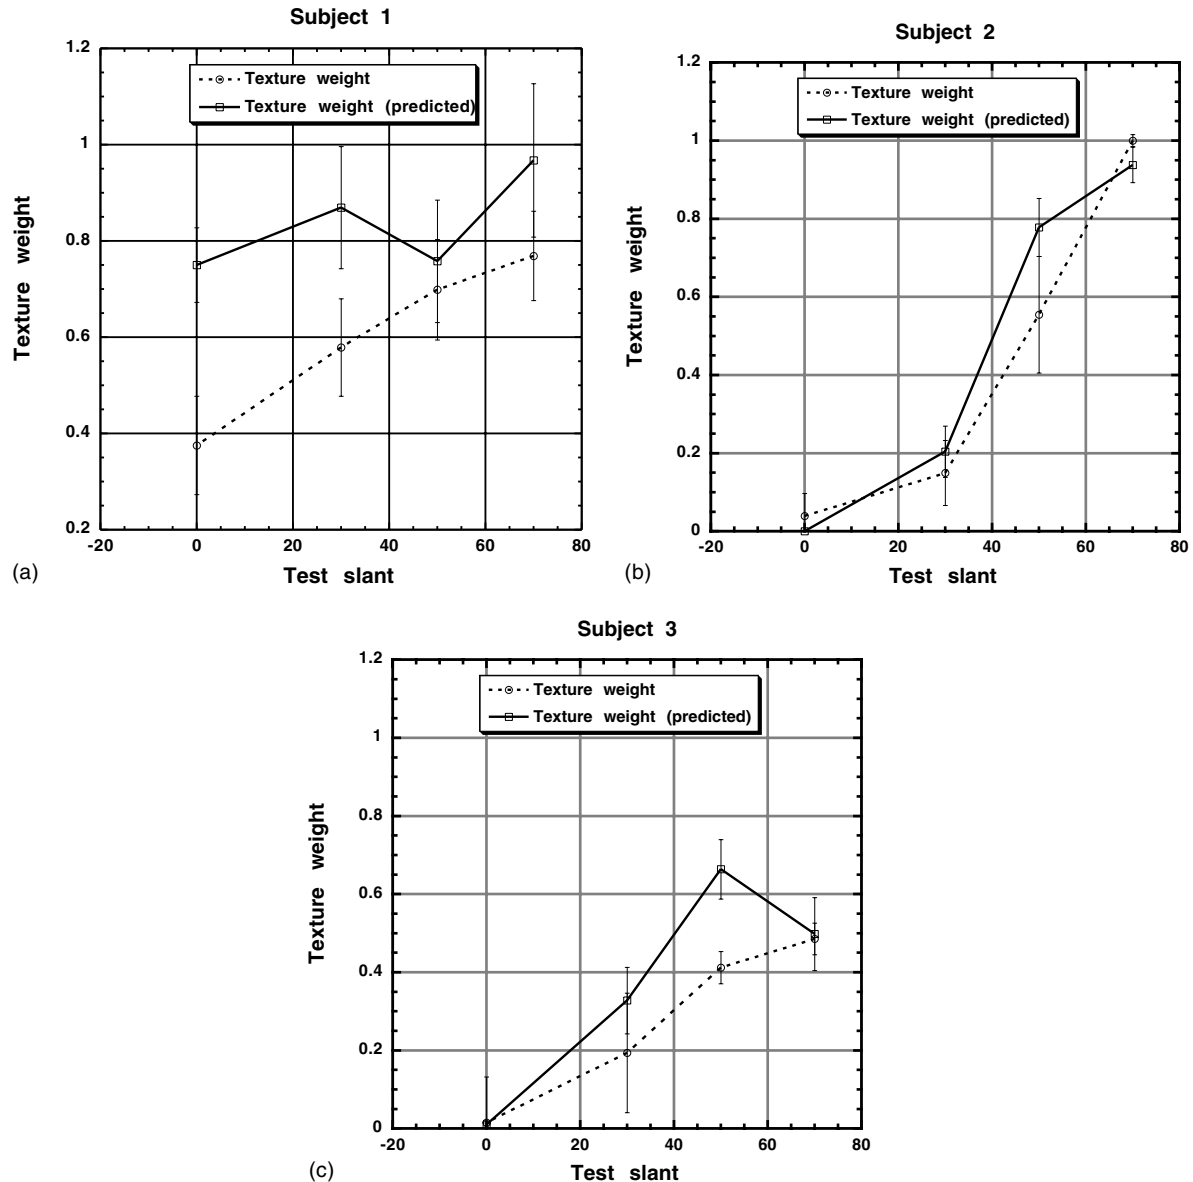 Subject 1
1.2
1
0.8
0.6
0.4
0.2
Texture weight
Texture weight
Texture weight (predicted)
-20 0 20 40 60 80
Test slant
(a)
Subject 2
1.2
1
0.8
0.6
0.4
0.2
0
Texture weight
Texture weight
Texture weight (predicted)
-20 0 20 40 60 80
Test slant
(b)
Subject 3
1.2
1
0.8
0.6
0.4
0.2
0
Texture weight
Texture weight
Texture weight (predicted)
-20 0 20 40 60 80
Test slant
(c)